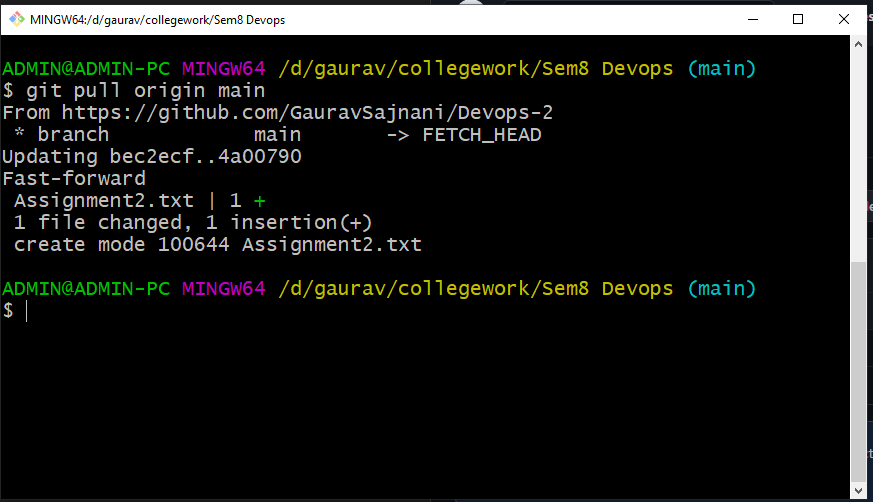 MINGW64:/d/gaurav/collegework/Sem8 Devops
ADMIN@ADMIN-PC MINGW64 /d/gaurav/collegework/Sem8 Devops (main)
$ git pull origin main
From https://github.com/GauravSajnani/Devops-2
 * branch            main       -> FETCH_HEAD
Updating bec2ecf..4a00790
Fast-forward
 Assignment2.txt | 1 +
 1 file changed, 1 insertion(+)
 create mode 100644 Assignment2.txt
ADMIN@ADMIN-PC MINGW64 /d/gaurav/collegework/Sem8 Devops (main)
$